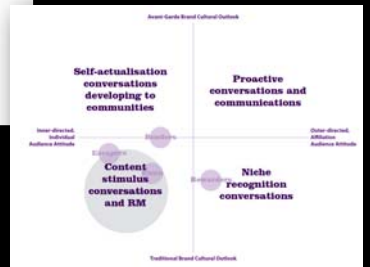 Avant-Garde Brand Cultural Outlook
Self-actualisation
conversations
developing to
communities
Proactive
conversations and
communications
Inner-directed,
Individual
Audience Attitude
Outer-directed,
Affiliation
Audience Attitude
Content
stimulus
conversations
and RM
Niche
recognition
conversations
Traditional Brand Cultural Outlook